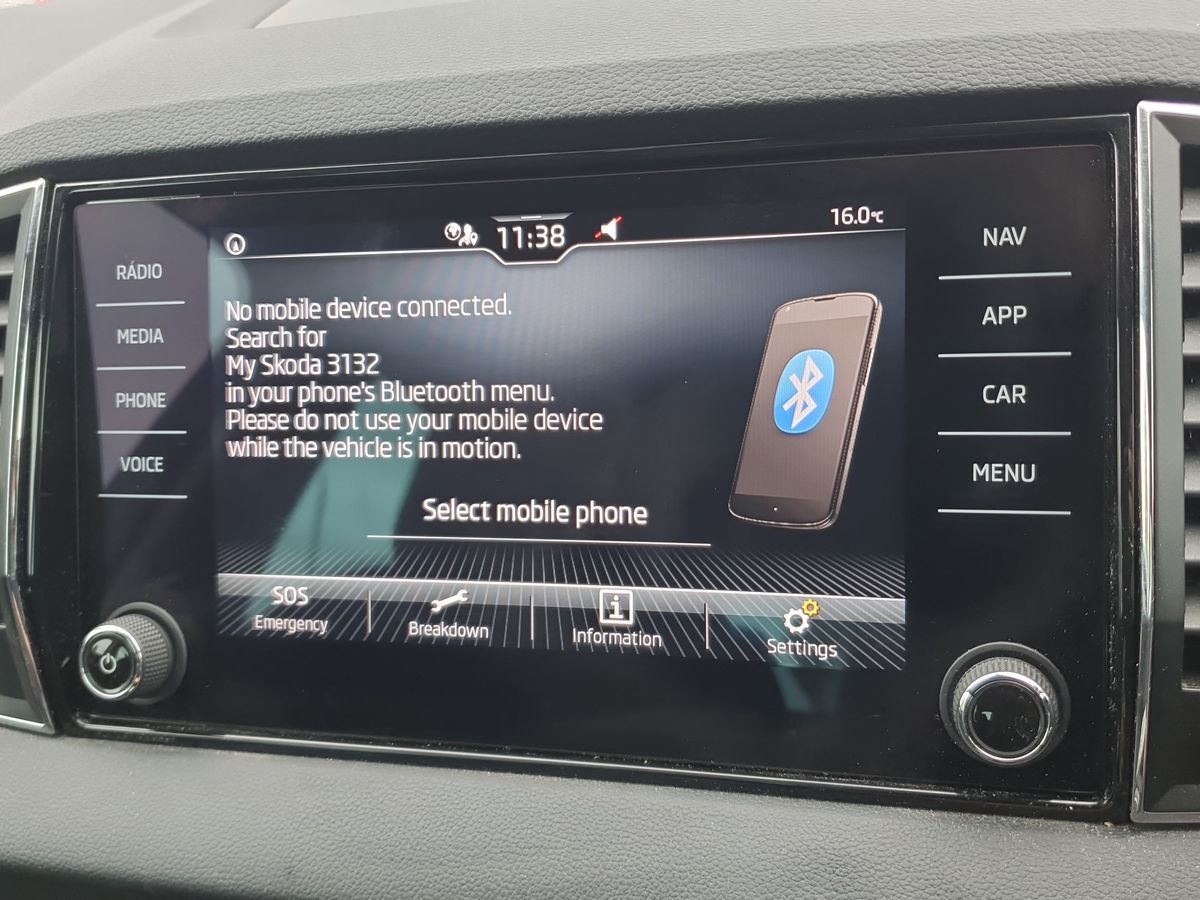 11:38
16.0°C
RÁDIO
MEDIA
PHONE
VOICE
No mobile device connected.
Search for
My Skoda 3132
in your phone's Bluetooth menu.
Please do not use your mobile device
while the vehicle is in motion.
Select mobile phone
SOS
Emergency
Breakdown
i
Information
Settings
NAV
APP
CAR
MENU